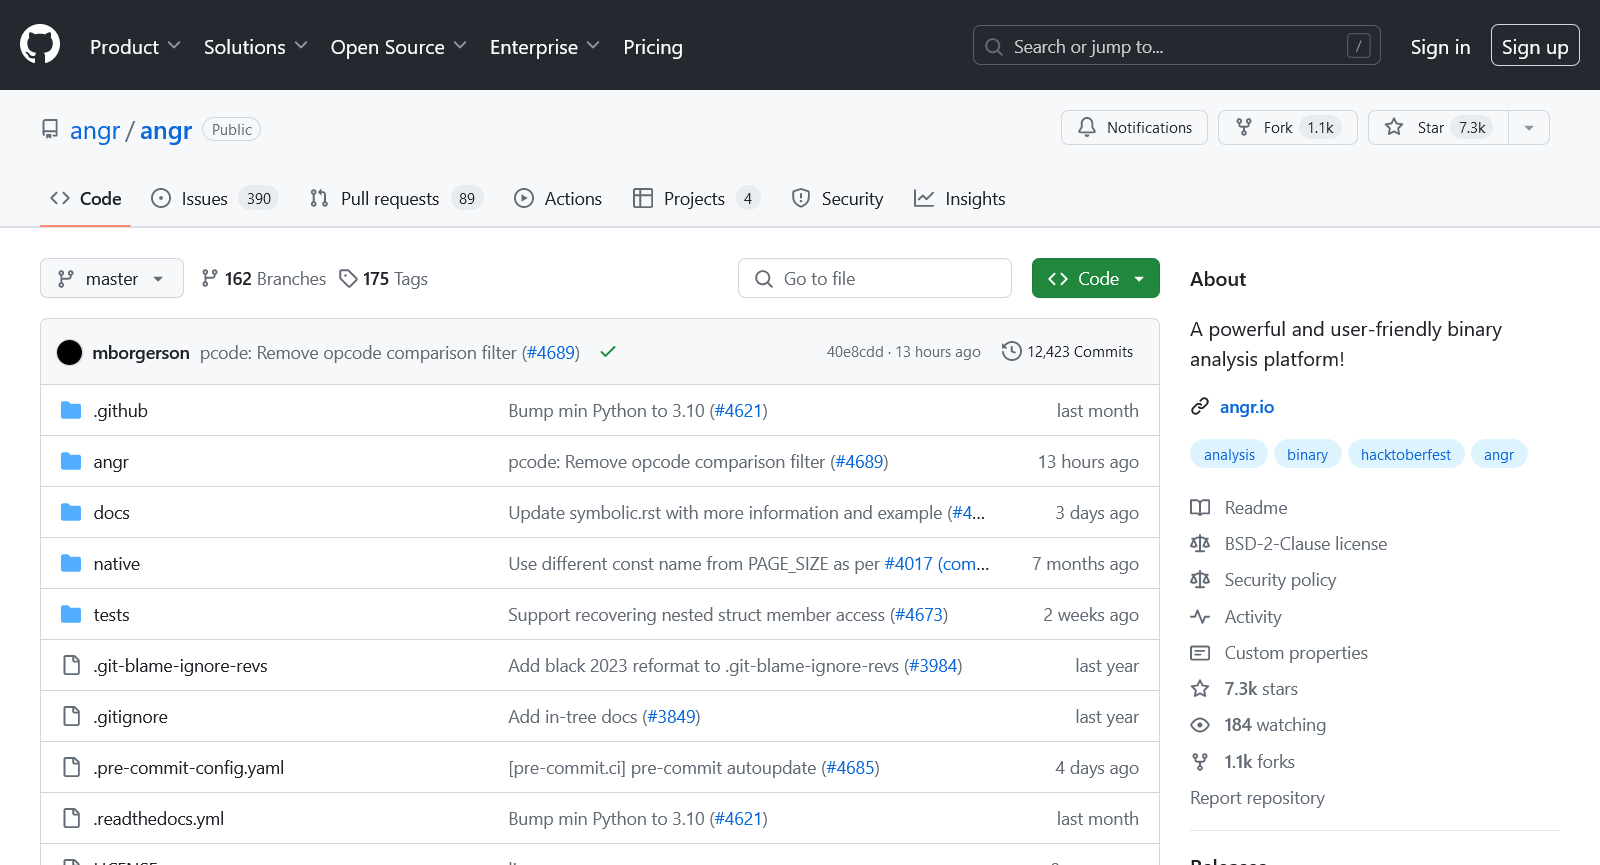 Product Solutions Open Source Enterprise Pricing Search or jump to... / Sign in Sign up
angr / angr Public Notifications Fork 1.1k Star 7.3k
Code Issues 390 Pull requests 89 Actions Projects 4 Security Insights
master 162 Branches 175 Tags Go to file Code
mborgerson pcode: Remove opcode comparison filter (#4689) 40e8cdd · 13 hours ago 12,423 Commits
.github Bump min Python to 3.10 (#4621) last month
angr pcode: Remove opcode comparison filter (#4689) 13 hours ago
docs Update symbolic.rst with more information and example (#4... 3 days ago
native Use different const name from PAGE_SIZE as per #4017 (com... 7 months ago
tests Support recovering nested struct member access (#4673) 2 weeks ago
.git-blame-ignore-revs Add black 2023 reformat to .git-blame-ignore-revs (#3984) last year
.gitignore Add in-tree docs (#3849) last year
.pre-commit-config.yaml [pre-commit.ci] pre-commit autoupdate (#4685) 4 days ago
.readthedocs.yml Bump min Python to 3.10 (#4621) last month
About
A powerful and user-friendly binary
analysis platform!
angr.io
analysis binary hacktoberfest angr
Readme
BSD-2-Clause license
Security policy
Activity
Custom properties
7.3k stars
184 watching
1.1k forks
Report repository